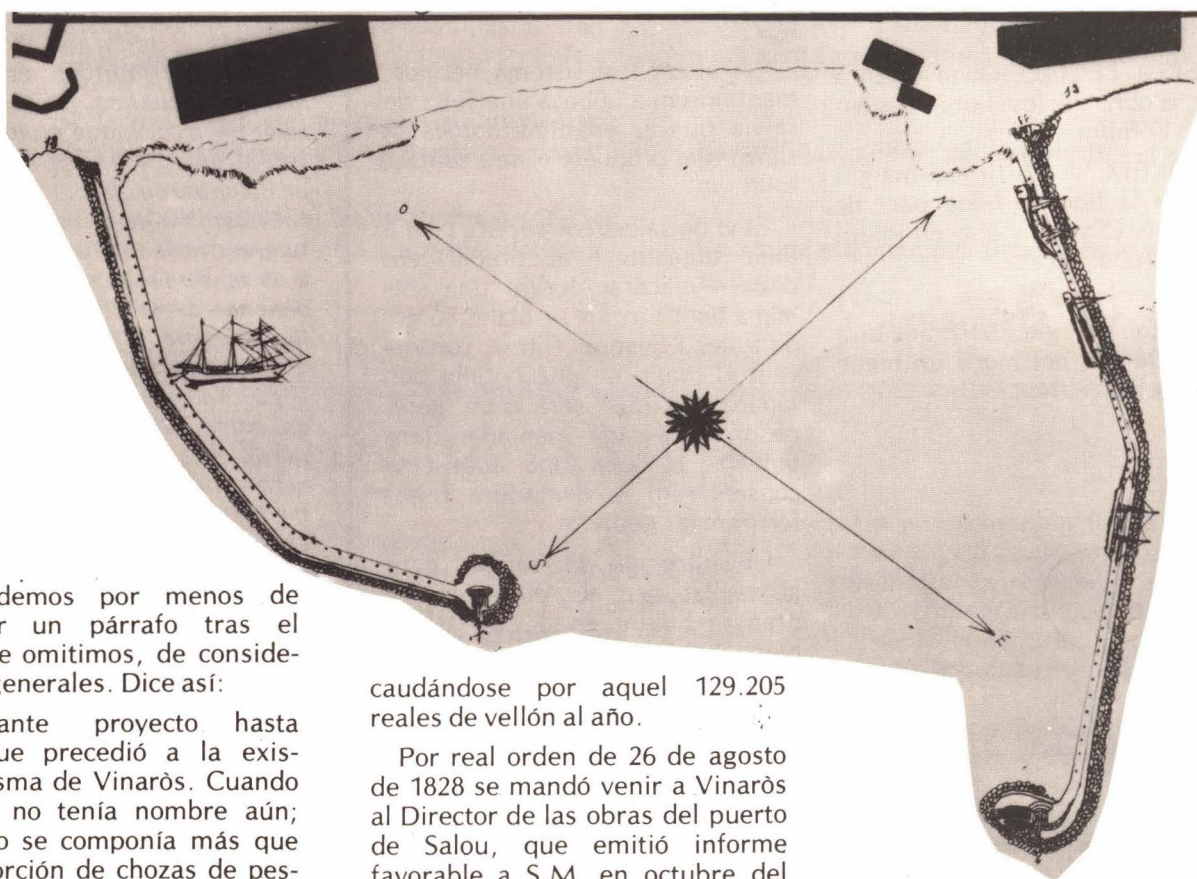 13
13
O
N
S
E
demos por menos de
r un párrafo tras el
e omitimos, de conside-
generales. Dice así:
ante proyecto hasta
ue precedió a la exis-
sma de Vinaròs. Cuando
no tenía nombre aún;
o se componía más que
orción de chozas de pes-
caudándose por aquel 129.205
reales de vellón al año.
Por real orden de 26 de agosto
de 1828 se mandó venir a Vinaròs
al Director de las obras del puerto
de Salou, que emitió informe
favorable a S.M. en octubre del